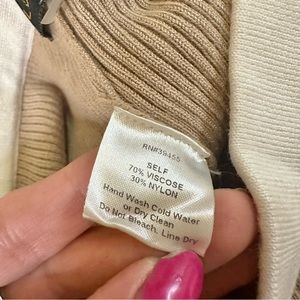 RN#39455
SELF
70% VISCOSE
30% NYLON
Hand Wash Cold Water
or Dry Clean
Do Not Bleach. Line Dry